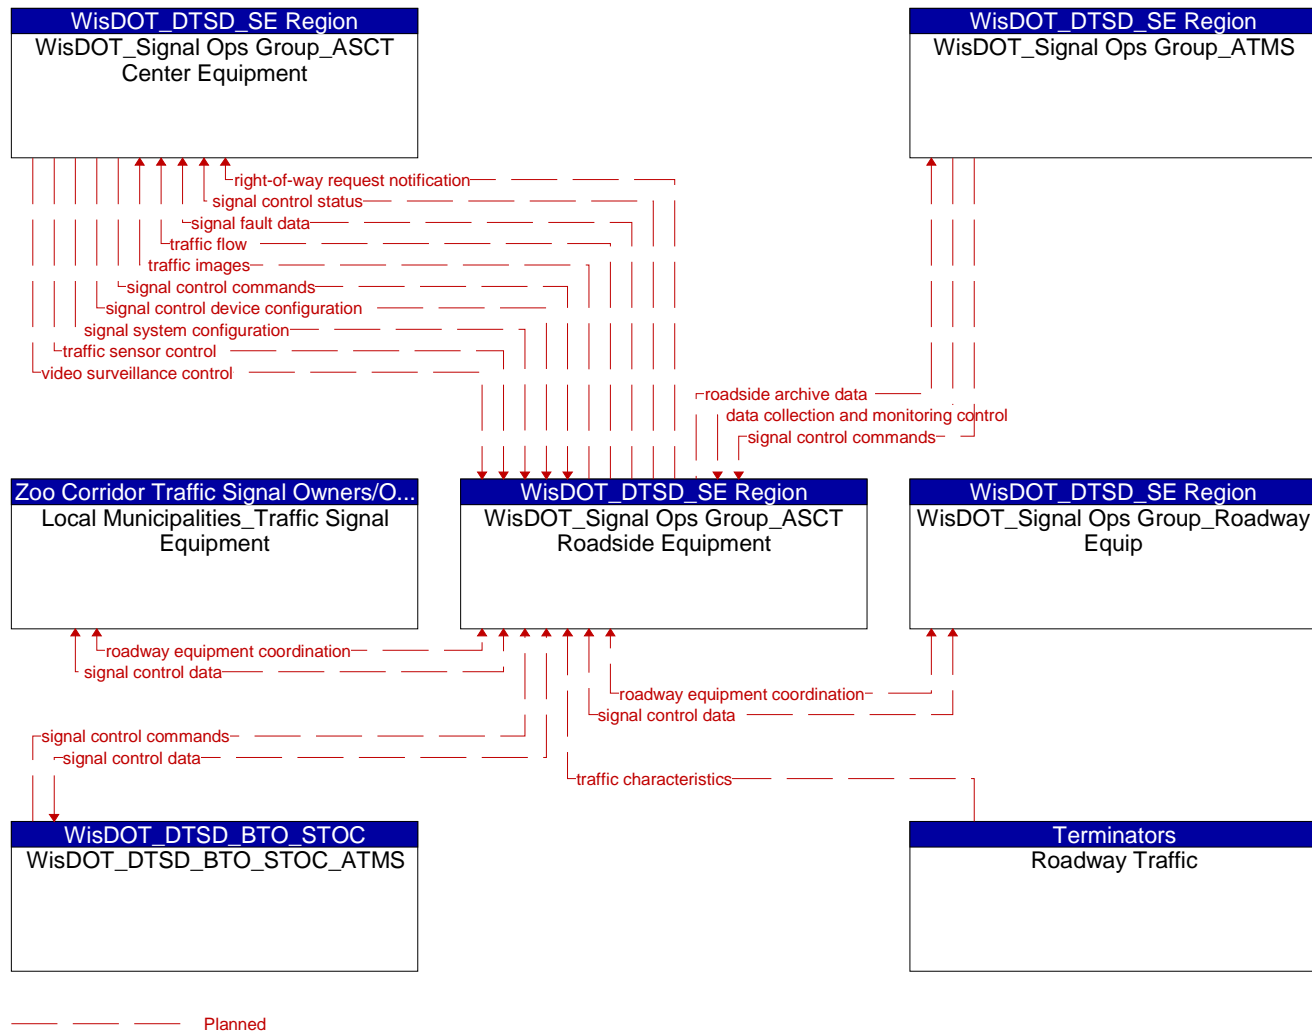 WisDOT_DTSD_SE Region
WisDOT_Signal Ops Group_ASCT
Center Equipment
WisDOT_DTSD_SE Region
WisDOT_Signal Ops Group_ATMS
right-of-way request notification
signal control status
signal fault data
traffic flow
traffic images
signal control commands
signal control device configuration
signal system configuration
traffic sensor control
video surveillance control
roadside archive data
data collection and monitoring control
signal control commands
Zoo Corridor Traffic Signal Owners/O...
Local Municipalities_Traffic Signal
Equipment
WisDOT_DTSD_SE Region
WisDOT_Signal Ops Group_ASCT
Roadside Equipment
WisDOT_DTSD_SE Region
WisDOT_Signal Ops Group_Roadway
Equip
roadway equipment coordination
signal control data
roadway equipment coordination
signal control data
signal control commands
signal control data
traffic characteristics
WisDOT_DTSD_BTO_STOC
WisDOT_DTSD_BTO_STOC_ATMS
Terminators
Roadway Traffic
Planned